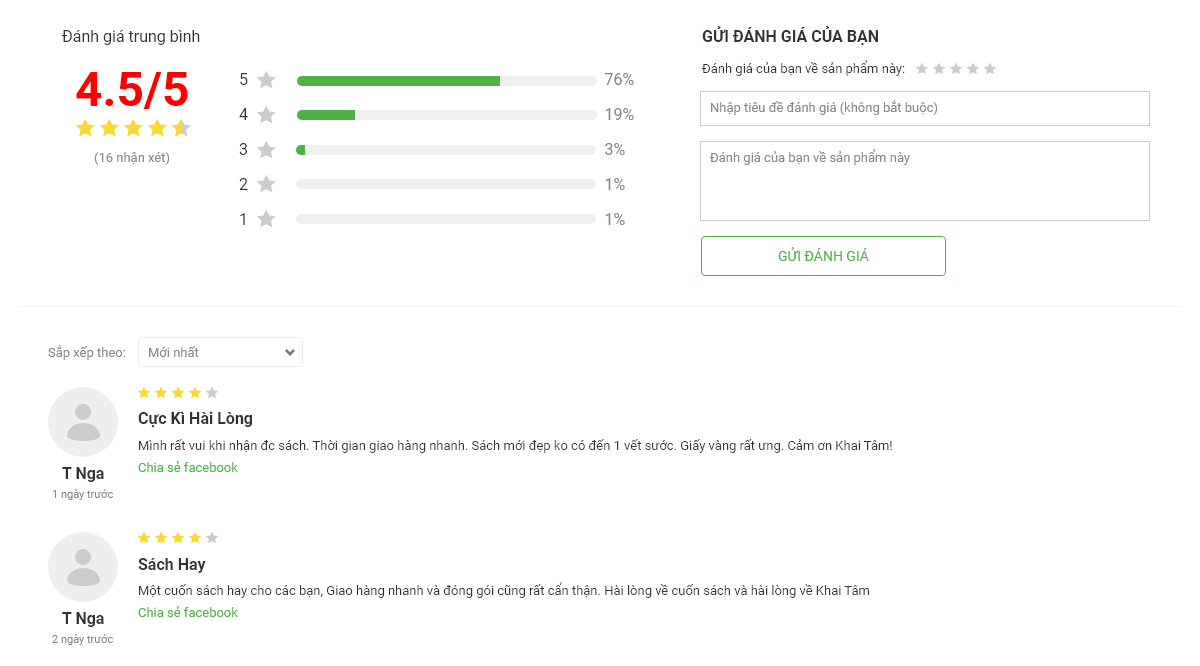 Đánh giá trung bình
4.5/5
(16 nhận xét)
5 76%
4 19%
3 3%
2 1%
1 1%
GỬI ĐÁNH GIÁ CỦA BẠN
Đánh giá của bạn về sản phẩm này:
Nhập tiêu đề đánh giá (không bắt buộc)
Đánh giá của bạn về sản phẩm này
GỬI ĐÁNH GIÁ
Sắp xếp theo: Mới nhất
T Nga
1 ngày trước
Cực Kì Hài Lòng
Mình rất vui khi nhận đc sách. Thời gian giao hàng nhanh. Sách mới đẹp ko có đến 1 vết sước. Giấy vàng rất ưng. Cảm ơn Khai Tâm!
Chia sẻ facebook
T Nga
2 ngày trước
Sách Hay
Một cuốn sách hay cho các bạn, Giao hàng nhanh và đóng gói cũng rất cẩn thận. Hài lòng về cuốn sách và hài lòng về Khai Tâm
Chia sẻ facebook